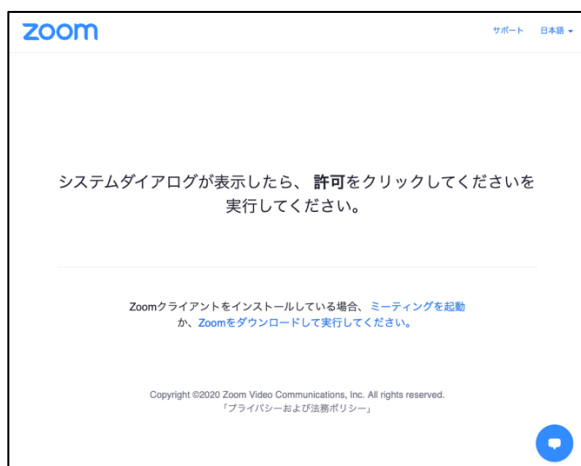 zoom
サポート 日本語
システムダイアログが表示したら、 許可をクリックしてくださいを
実行してください。
Zoomクライアントをインストールしている場合、 ミーティングを起動
か、Zoomをダウンロードして実行してください。
Copyright ©2020 Zoom Video Communications, Inc. All rights reserved.
「プライバシーおよび法務ポリシー」